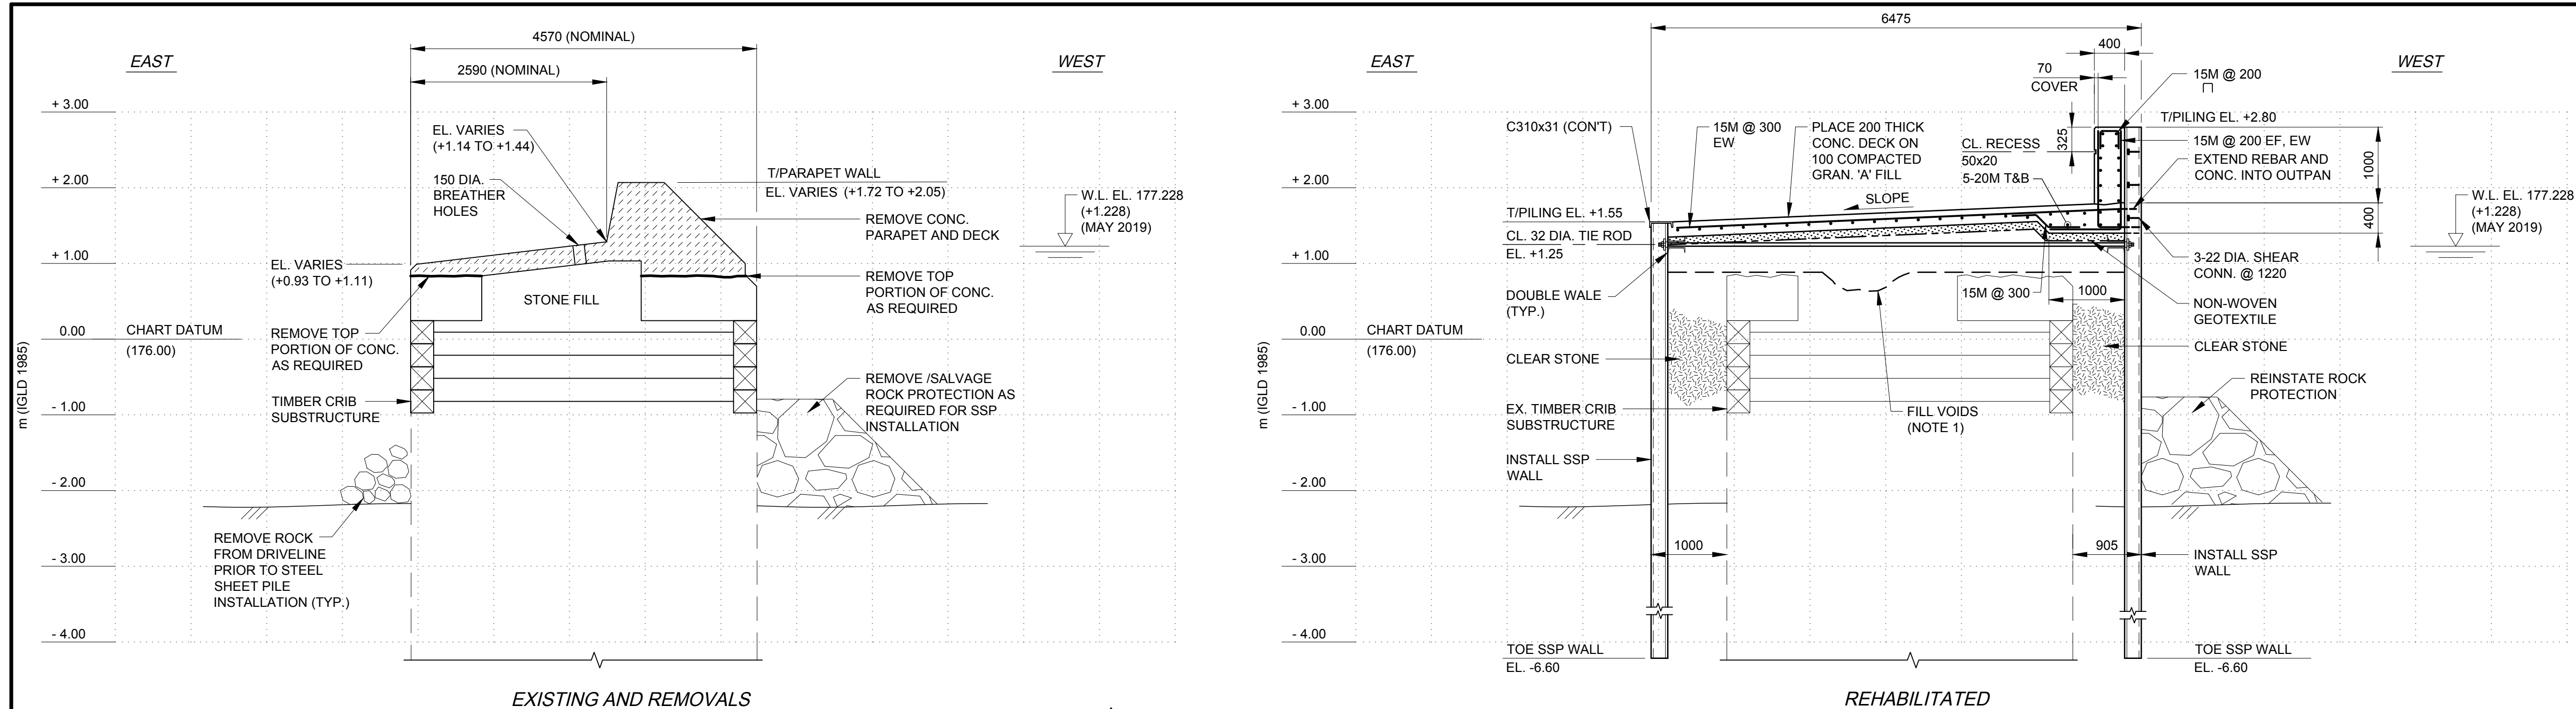 4570 (NOMINAL)
2590 (NOMINAL)
EAST
WEST
+ 3.00
+ 2.00
+ 1.00
0.00
- 1.00
- 2.00
- 3.00
- 4.00
m (IGLD 1985)
CHART DATUM
(176.00)
EL. VARIES
(+1.14 TO +1.44)
150 DIA.
BREATHER
HOLES
EL. VARIES
(+0.93 TO +1.11)
REMOVE TOP
PORTION OF CONC.
AS REQUIRED
TIMBER CRIB
SUBSTRUCTURE
REMOVE ROCK
FROM DRIVELINE
PRIOR TO STEEL
SHEET PILE
INSTALLATION (TYP.)
STONE FILL
T/PARAPET WALL
EL. VARIES (+1.72 TO +2.05)
REMOVE CONC.
PARAPET AND DECK
REMOVE TOP
PORTION OF CONC.
AS REQUIRED
REMOVE /SALVAGE
ROCK PROTECTION AS
REQUIRED FOR SSP
INSTALLATION
W.L. EL. 177.228
(+1.228)
(MAY 2019)
EXISTING AND REMOVALS
6475
400
70
COVER
325
EAST
WEST
+ 3.00
+ 2.00
+ 1.00
0.00
- 1.00
- 2.00
- 3.00
- 4.00
m (IGLD 1985)
CHART DATUM
(176.00)
C310x31 (CON'T)
15M @ 300
EW
PLACE 200 THICK
CONC. DECK ON
100 COMPACTED
GRAN. 'A' FILL
CL. RECESS
50x20
5-20M T&B
SLOPE
T/PILING EL. +1.55
CL. 32 DIA. TIE ROD
EL. +1.25
DOUBLE WALE
(TYP.)
CLEAR STONE
EX. TIMBER CRIB
SUBSTRUCTURE
INSTALL SSP
WALL
15M @ 300
1000
FILL VOIDS
(NOTE 1)
1000
905
15M @ 200
T/PILING EL. +2.80
15M @ 200 EF, EW
EXTEND REBAR AND
CONC. INTO OUTPAN
1000
400
W.L. EL. 177.228
(+1.228)
(MAY 2019)
3-22 DIA. SHEAR
CONN. @ 1220
NON-WOVEN
GEOTEXTILE
CLEAR STONE
REINSTATE ROCK
PROTECTION
INSTALL SSP
WALL
TOE SSP WALL
EL. -6.60
TOE SSP WALL
EL. -6.60
REHABILITATED